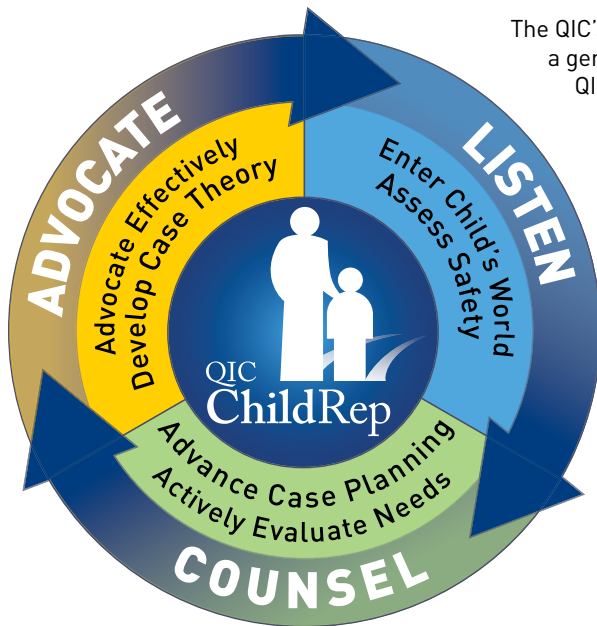 The QIC'
a ger
QI
ADVOCATE
Advocate Effectively
Develop Case Theory
LISTEN
Enter Child's World
Assess Safety
QIC
ChildRep
Advance Case Planning
Actively Evaluate Needs
COUNSEL